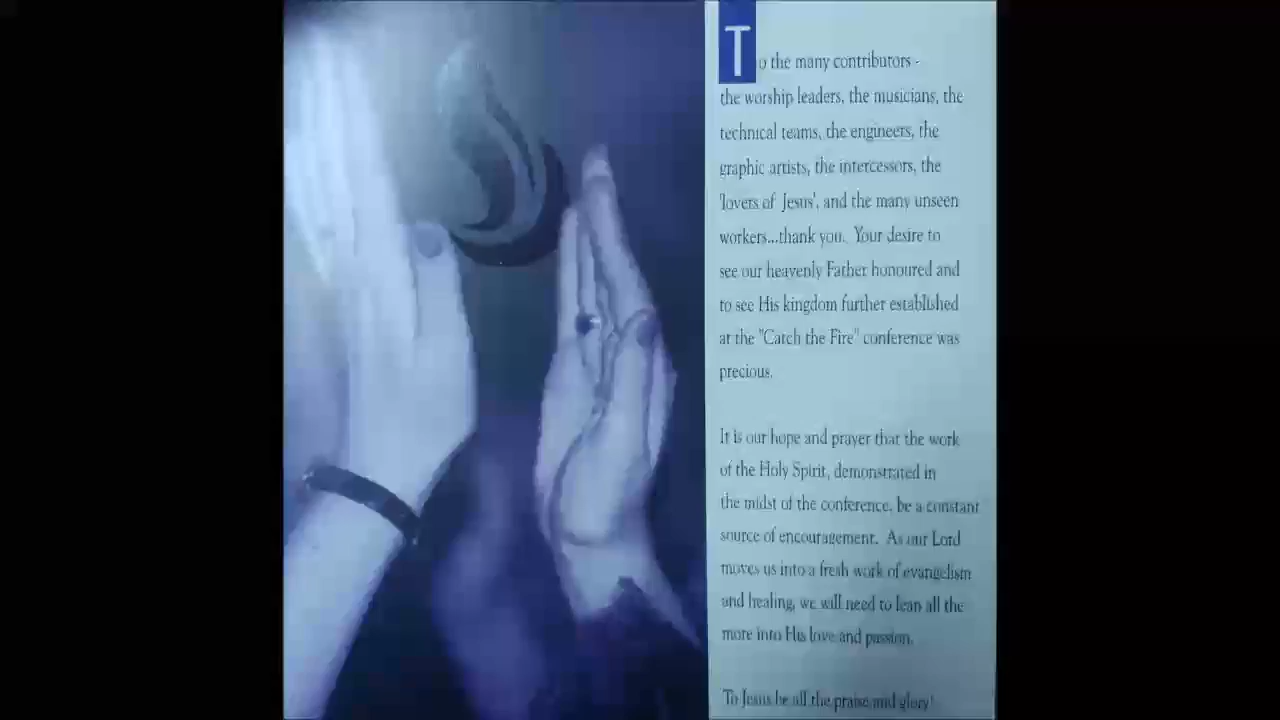 To the many contributors -
the worship leaders, the musicians, the
technical teams, the engineers, the
graphic artists, the intercessors, the
'lovers of Jesus', and the many unseen
workers...thank you. Your desire to
see our heavenly Father honoured and
to see His kingdom further established
at the "Catch the Fire" conference was
precious.
It is our hope and prayer that the work
of the Holy Spirit, demonstrated in
the midst of the conference, be a constant
source of encouragement. As our Lord
moves us into a fresh work of evangelism
and healing, we will need to lean all the
more into His love and passion.
To Jesus be all the praise and glory!